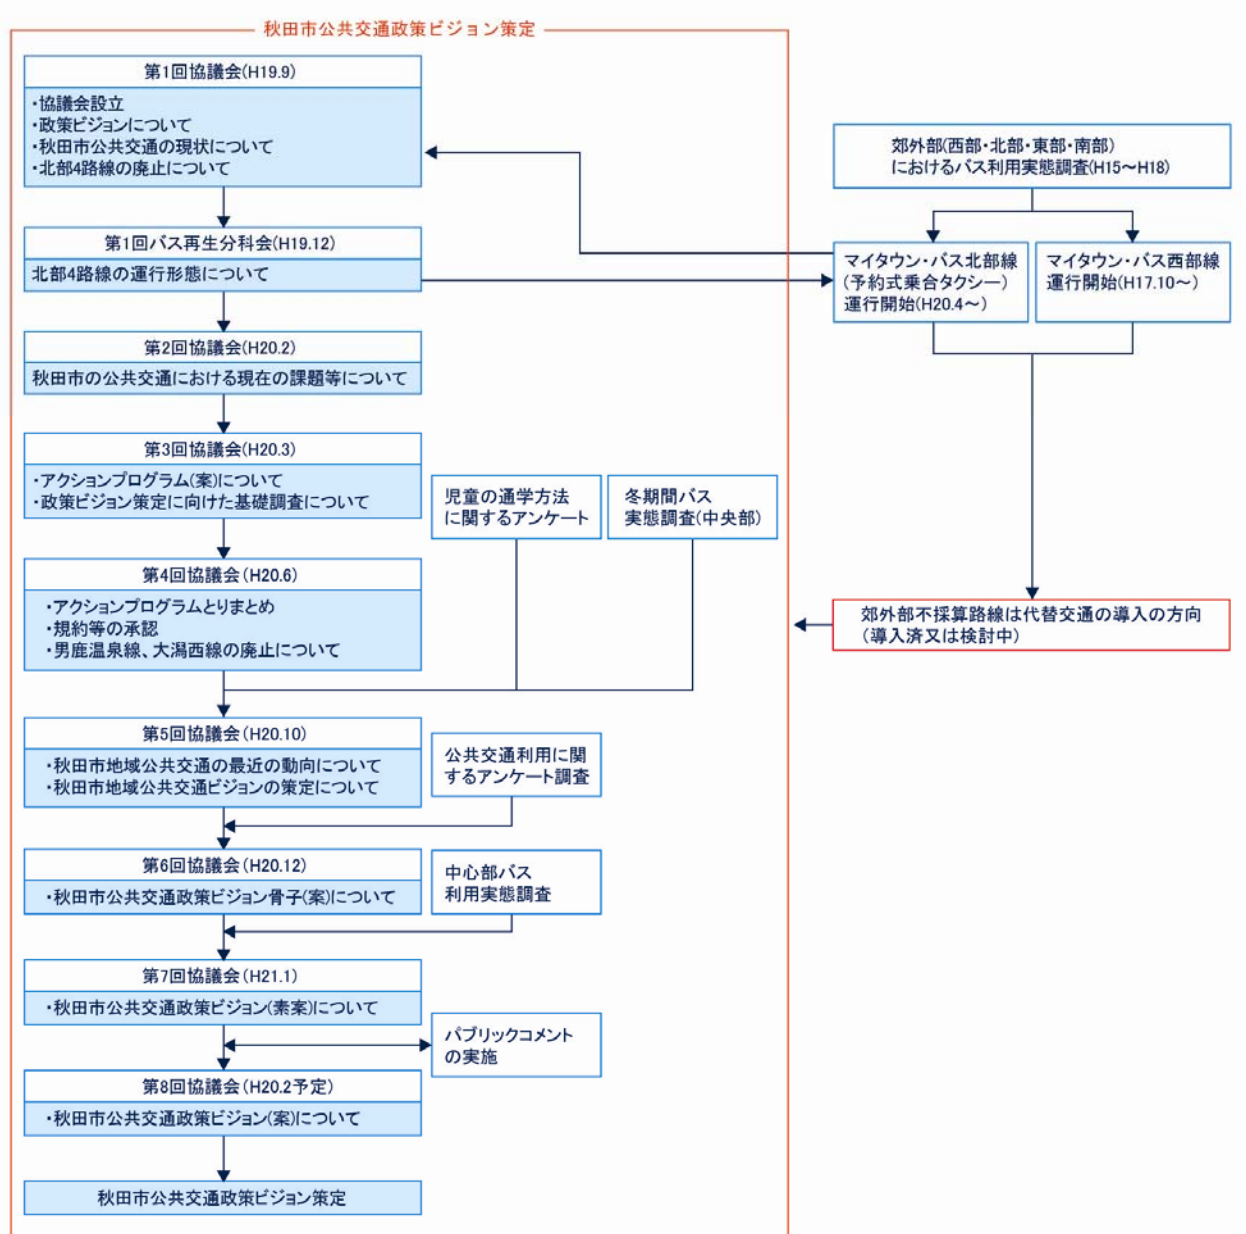 秋田市公共交通政策ビジョン策定
第1回協議会(H19.9)
・協議会設立
・政策ビジョンについて
・秋田市公共交通の現状について
・北部4路線の廃止について
第1回バス再生分科会(H19.12)
北部4路線の運行形態について
第2回協議会(H20.2)
秋田市の公共交通における現在の課題等について
第3回協議会(H20.3)
・アクションプログラム(案)について
・政策ビジョン策定に向けた基礎調査について
児童の通学方法
に関するアンケート
冬期間バス
実態調査(中央部)
第4回協議会(H20.6)
・アクションプログラムとりまとめ
・規約等の承認
・男鹿温泉線、大潟西線の廃止について
第5回協議会(H20.10)
・秋田市地域公共交通の最近の動向について
・秋田市地域公共交通ビジョンの策定について
公共交通利用に関
するアンケート調査
第6回協議会(H20.12)
・秋田市公共交通政策ビジョン骨子(案)について
中心部バス
利用実態調査
第7回協議会(H21.1)
・秋田市公共交通政策ビジョン(素案)について
パブリックコメント
の実施
第8回協議会(H20.2予定)
・秋田市公共交通政策ビジョン(案)について
秋田市公共交通政策ビジョン策定
郊外部(西部・北部・東部・南部)
におけるバス利用実態調査(H15～H18)
マイタウン・バス北部線
(予約式乗合タクシー)
運行開始(H20.4～)
マイタウン・バス西部線
運行開始(H17.10～)
郊外部不採算路線は代替交通の導入の方向
(導入済又は検討中)